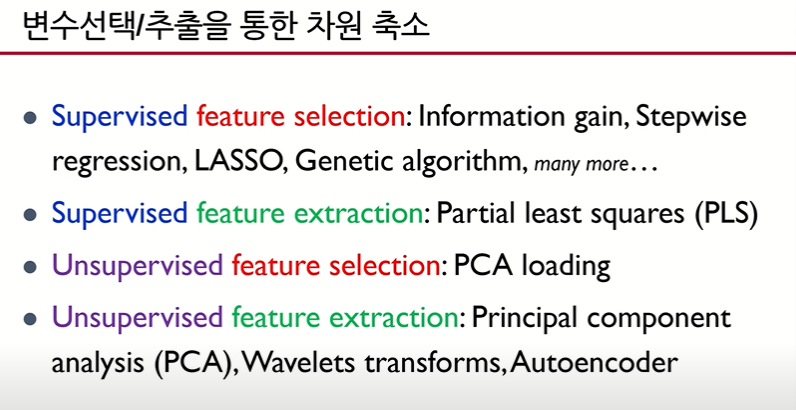 변수선택/추출을 통한 차원 축소
● Supervised feature selection: Information gain, Stepwise
regression, LASSO, Genetic algorithm, many more…
● Supervised feature extraction: Partial least squares (PLS)
● Unsupervised feature selection: PCA loading
● Unsupervised feature extraction: Principal component
analysis (PCA), Wavelets transforms, Autoencoder